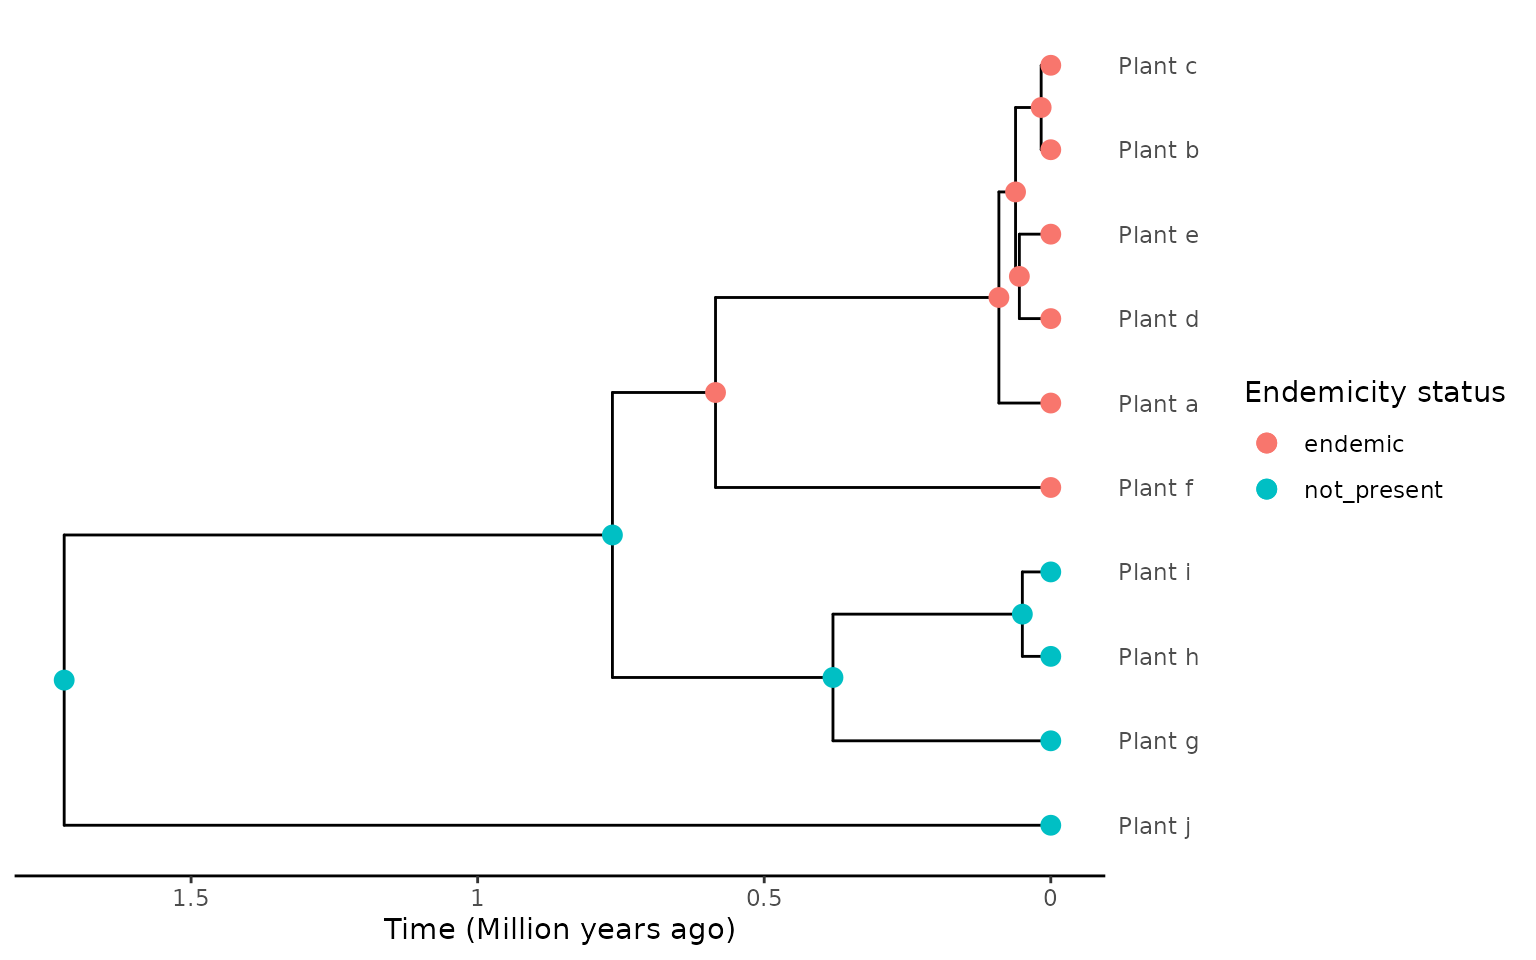 Plant c
Plant b
Plant e
Plant d
Plant a
Plant f
Plant i
Plant h
Plant g
Plant j
Endemicity status
endemic
not_present
1.5 1 0.5 0
Time (Million years ago)